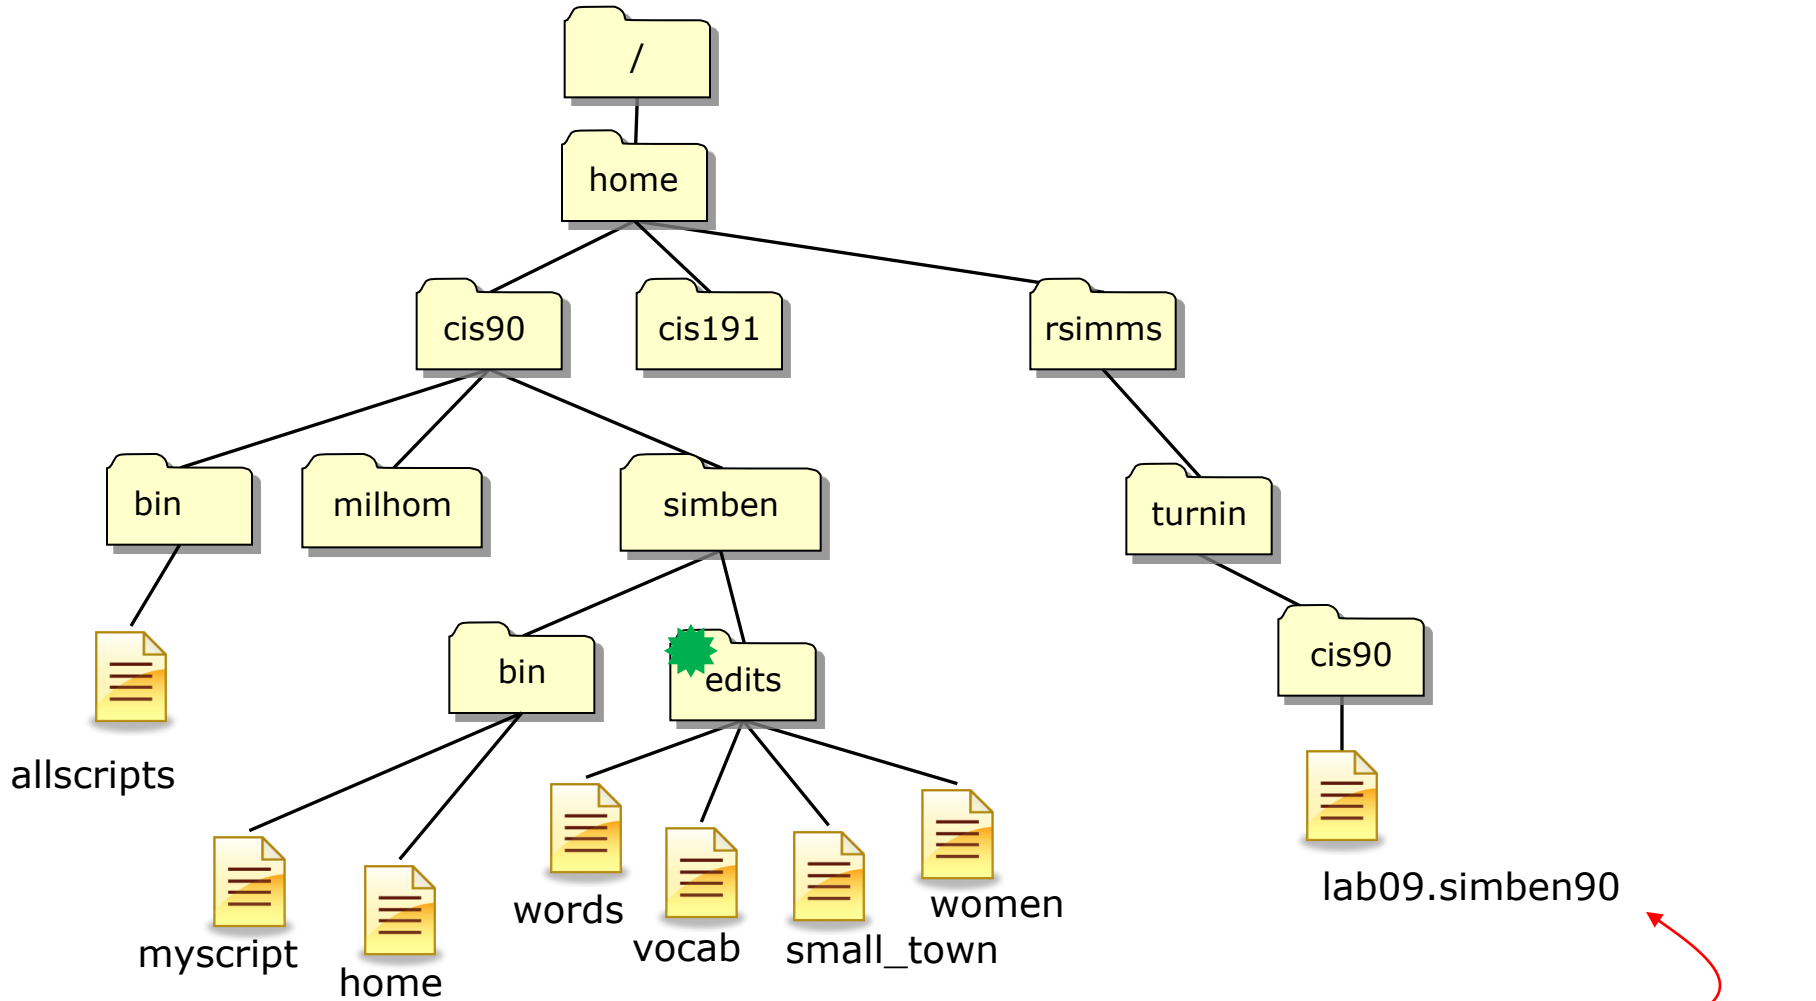 /
home
cis90
cis191
rsimms
bin
milhom
simben
turnin
bin
edits
cis90
allscripts
myscript
home
words
vocab
small_town
women
lab09.simben90